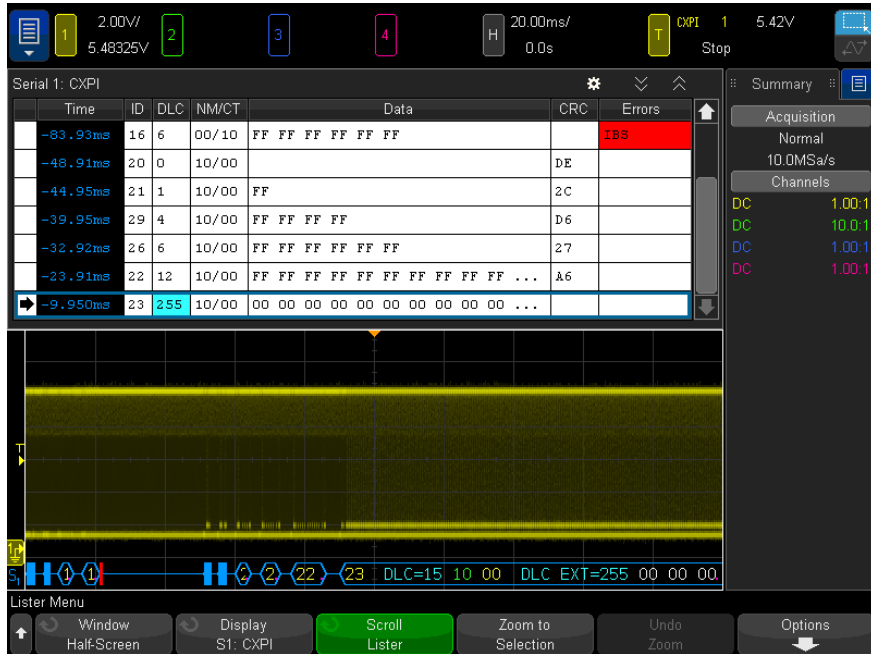 1 2.00V/ 2 3 4 H 20.00ms/ T CXPI 1 5.42V
5.48325V 0.0s Stop
Serial 1: CXPI Summary
Time ID DLC NM/CT Data CRC Errors Acquisition
-83.93ms 16 6 00/10 FF FF FF FF FF FF IBS Normal
-48.91ms 20 0 10/00 DE 10.0MSa/s
-44.95ms 21 1 10/00 FF 2C Channels
DC 1.00:1
-39.95ms 29 4 10/00 FF FF FF FF D6 DC 10.0:1
-32.92ms 26 6 10/00 FF FF FF FF FF FF 27 DC 1.00:1
-23.91ms 22 12 10/00 FF FF FF FF FF FF FF FF FF FF ... A6 DC 1.00:1
-9.950ms 23 255 10/00 00 00 00 00 00 00 00 00 00 00 ...
T
1
S1 1 1 2 2 22 23 : DLC=15 10 00 DLC EXT=255 00 00 00
Lister Menu
Window Display Scroll Zoom to Undo Options
Half-Screen S1: CXPI Lister Selection Zoom